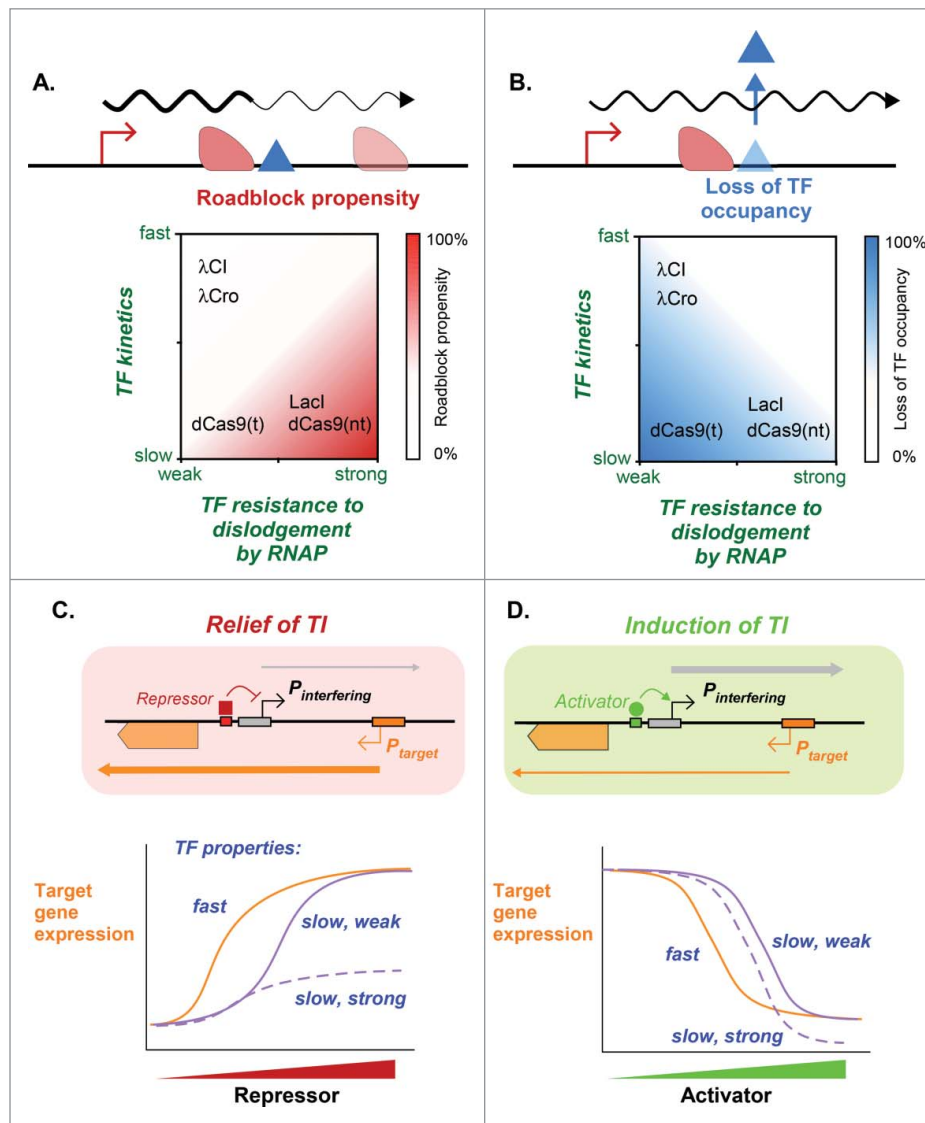 A.
Roadblock propensity
fast
TF kinetics
slow
λCI
λCro
LacI
dCas9(t) dCas9(nt)
weak strong
TF resistance to
dislodgement
by RNAP
100%
Roadblock propensity
0%
B.
Loss of TF
occupancy
fast
TF kinetics
slow
λCI
λCro
LacI
dCas9(t) dCas9(nt)
weak strong
TF resistance to
dislodgement
by RNAP
100%
Loss of TF occupancy
0%
C.
Relief of TI
Repressor
Pinterfering
Ptarget
TF properties:
Target
gene
expression
fast
slow, weak
slow, strong
Repressor
D.
Induction of TI
Activator
Pinterfering
Ptarget
Target
gene
expression
fast
slow, weak
slow, strong
Activator